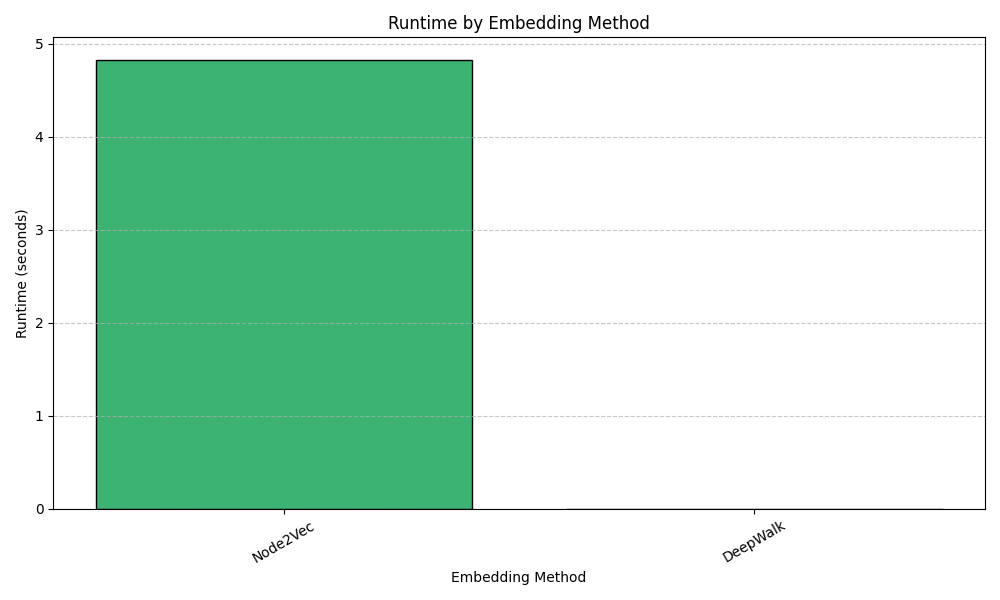 Runtime by Embedding Method
Runtime (seconds)
5
4
3
2
1
0
Node2Vec
DeepWalk
Embedding Method